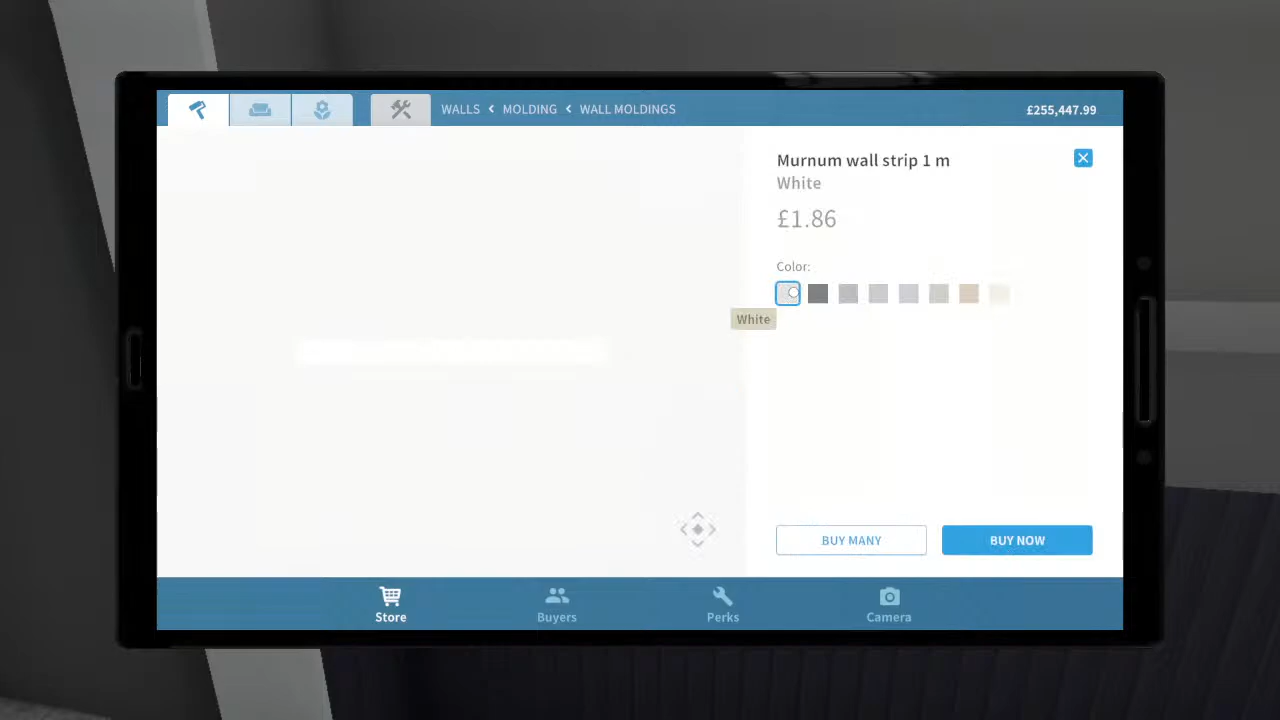 WALLS < MOLDING < WALL MOLDINGS
£255,447.99
Murnum wall strip 1 m
White
£1.86
Color:
White
BUY MANY
BUY NOW
Store
Buyers
Perks
Camera